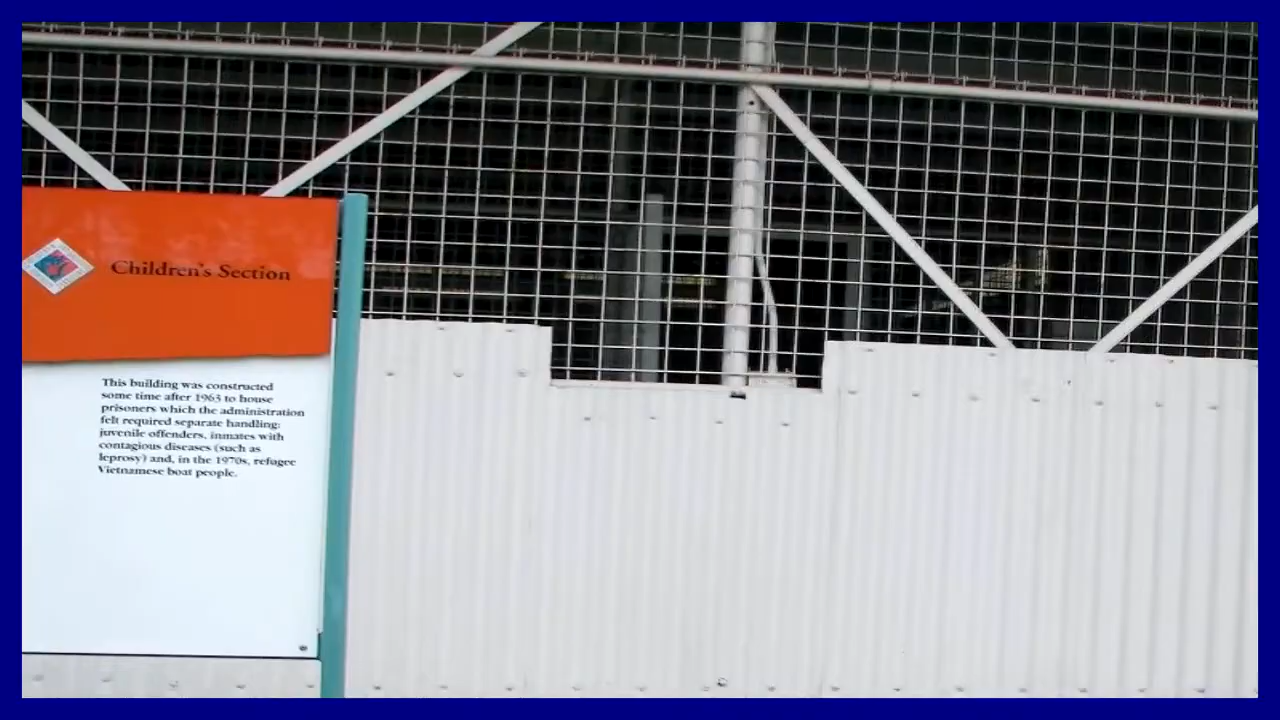 Children's Section
This building was constructed
some time after 1963 to house
prisoners which the administration
felt required separate handling:
juvenile offenders, inmates with
contagious diseases (such as
leprosy) and, in the 1970s, refugee
Vietnamese boat people.